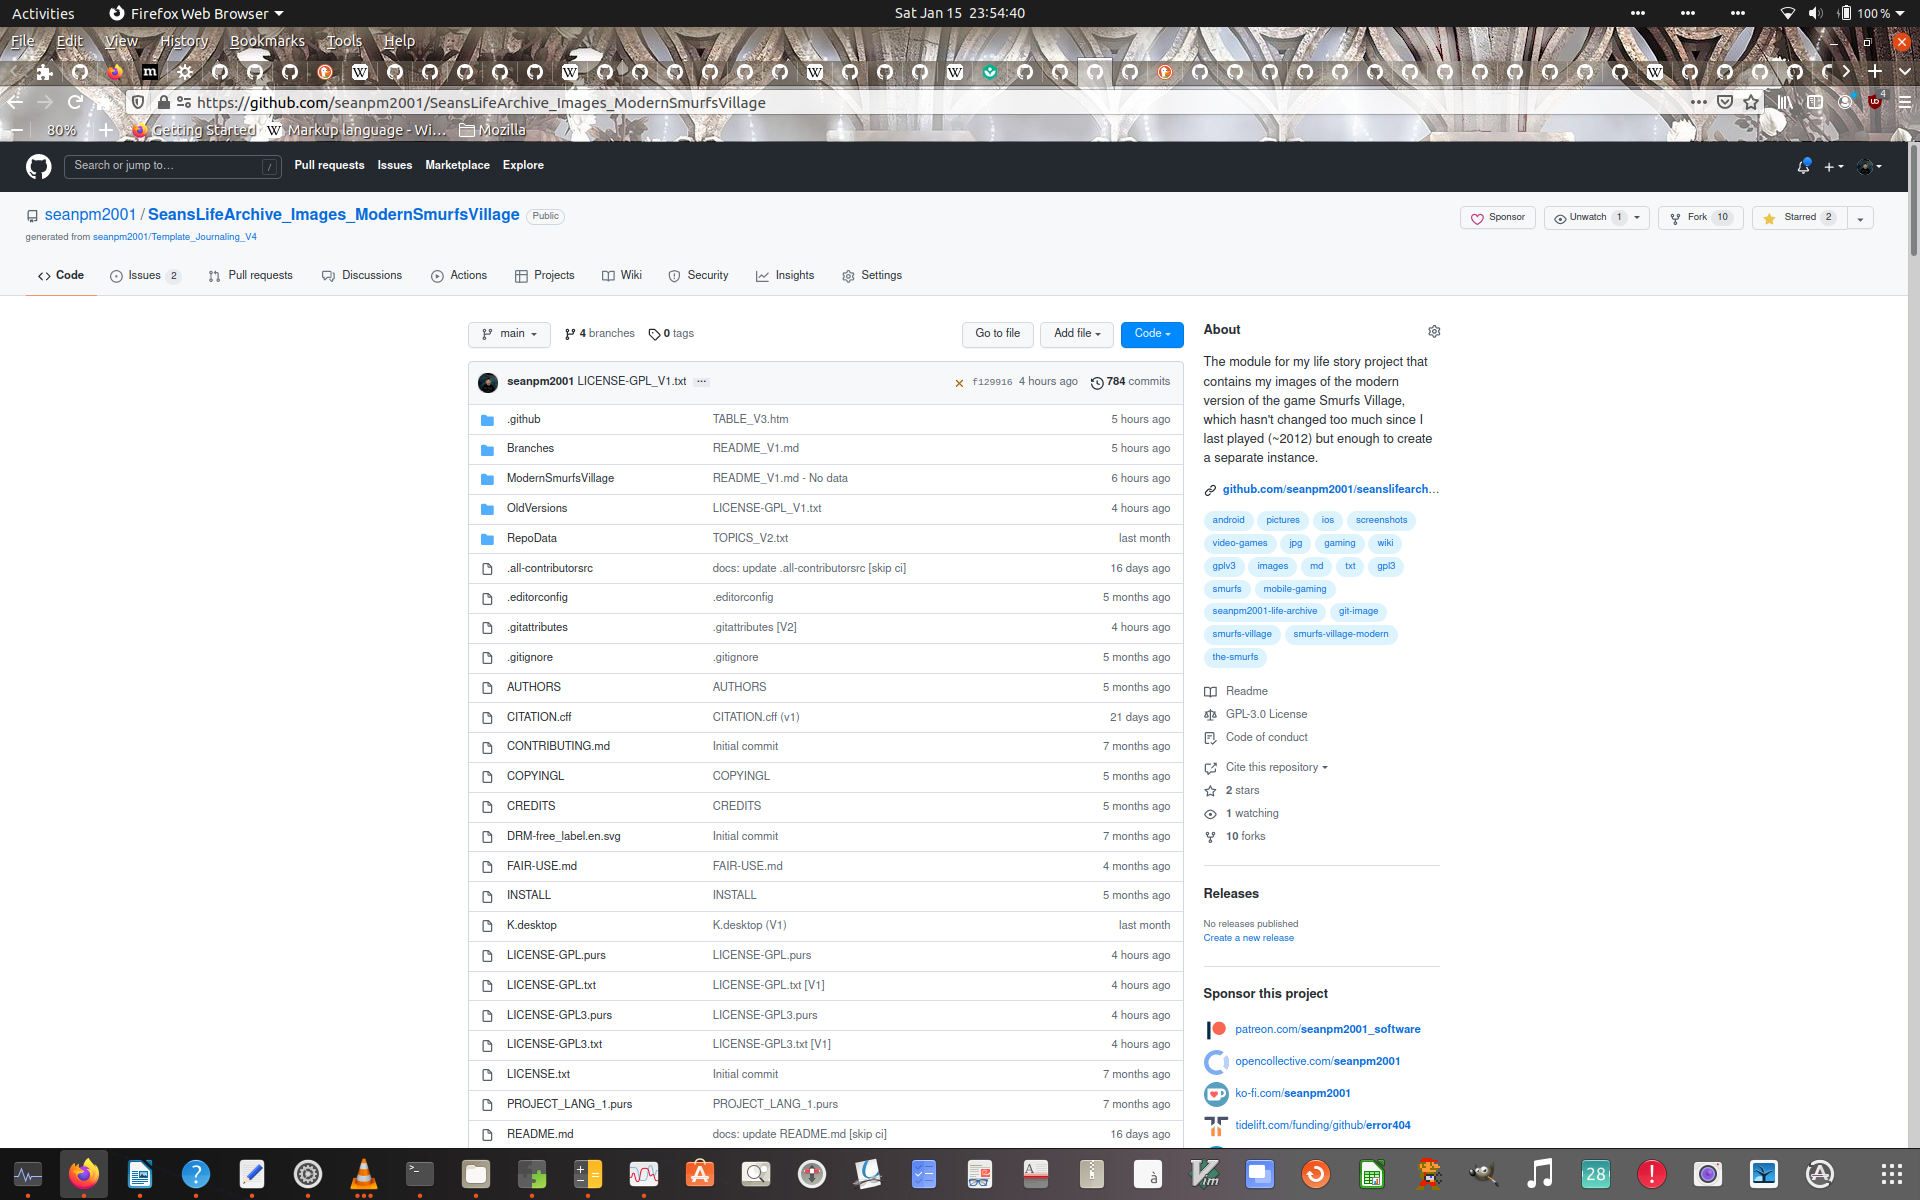 Activities Firefox Web Browser Sat Jan 15 23:54:40 100 %
File Edit View History Bookmarks Tools Help
https://github.com/seanpm2001/SeansLifeArchive_Images_ModernSmurfsVillage 4
80% Getting Started Markup language - Wi… Mozilla
Search or jump to… / Pull requests Issues Marketplace Explore
seanpm2001 / SeansLifeArchive_Images_ModernSmurfsVillage Public Sponsor Unwatch 1 Fork 10 Starred 2
generated from seanpm2001/Template_Journaling_V4
Code Issues 2 Pull requests Discussions Actions Projects Wiki Security Insights Settings
main 4 branches 0 tags Go to file Add file Code
seanpm2001 LICENSE-GPL_V1.txt ... f129916 4 hours ago 784 commits
.github TABLE_V3.htm 5 hours ago
Branches README_V1.md 5 hours ago
ModernSmurfsVillage README_V1.md - No data 6 hours ago
OldVersions LICENSE-GPL_V1.txt 4 hours ago
RepoData TOPICS_V2.txt last month
.all-contributorsrc docs: update .all-contributorsrc [skip ci] 16 days ago
.editorconfig .editorconfig 5 months ago
.gitattributes .gitattributes [V2] 4 hours ago
.gitignore .gitignore 5 months ago
AUTHORS AUTHORS 5 months ago
CITATION.cff CITATION.cff (v1) 21 days ago
CONTRIBUTING.md Initial commit 7 months ago
COPYINGL COPYINGL 5 months ago
CREDITS CREDITS 5 months ago
DRM-free_label.en.svg Initial commit 7 months ago
FAIR-USE.md FAIR-USE.md 4 months ago
INSTALL INSTALL 5 months ago
K.desktop K.desktop (V1) last month
LICENSE-GPL.purs LICENSE-GPL.purs 4 hours ago
LICENSE-GPL.txt LICENSE-GPL.txt [V1] 4 hours ago
LICENSE-GPL3.purs LICENSE-GPL3.purs 4 hours ago
LICENSE-GPL3.txt LICENSE-GPL3.txt [V1] 4 hours ago
LICENSE.txt Initial commit 7 months ago
PROJECT_LANG_1.purs PROJECT_LANG_1.purs 7 months ago
README.md docs: update README.md [skip ci] 16 days ago
About
The module for my life story project that
contains my images of the modern
version of the game Smurfs Village,
which hasn't changed too much since I
last played (~2012) but enough to create
a separate instance.
github.com/seanpm2001/seanslifearch…
android pictures ios screenshots
video-games jpg gaming wiki
gplv3 images md txt gpl3
smurfs mobile-gaming
seanpm2001-life-archive git-image
smurfs-village smurfs-village-modern
the-smurfs
Readme
GPL-3.0 License
Code of conduct
Cite this repository
2 stars
1 watching
10 forks
Releases
No releases published
Create a new release
Sponsor this project
patreon.com/seanpm2001_software
opencollective.com/seanpm2001
ko-fi.com/seanpm2001
tidelift.com/funding/github/error404
28